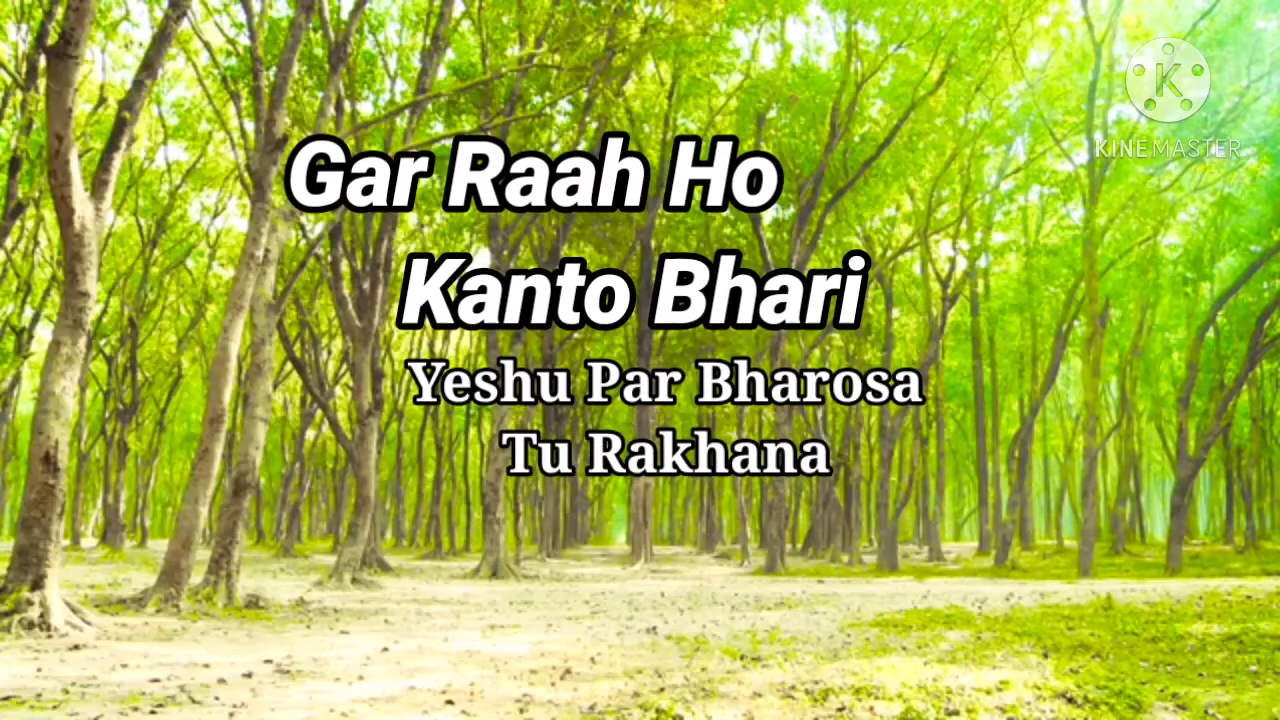 KINEMASTER
Gar Raah Ho
Kanto Bhari
Yeshu Par Bharosa
Tu Rakhana